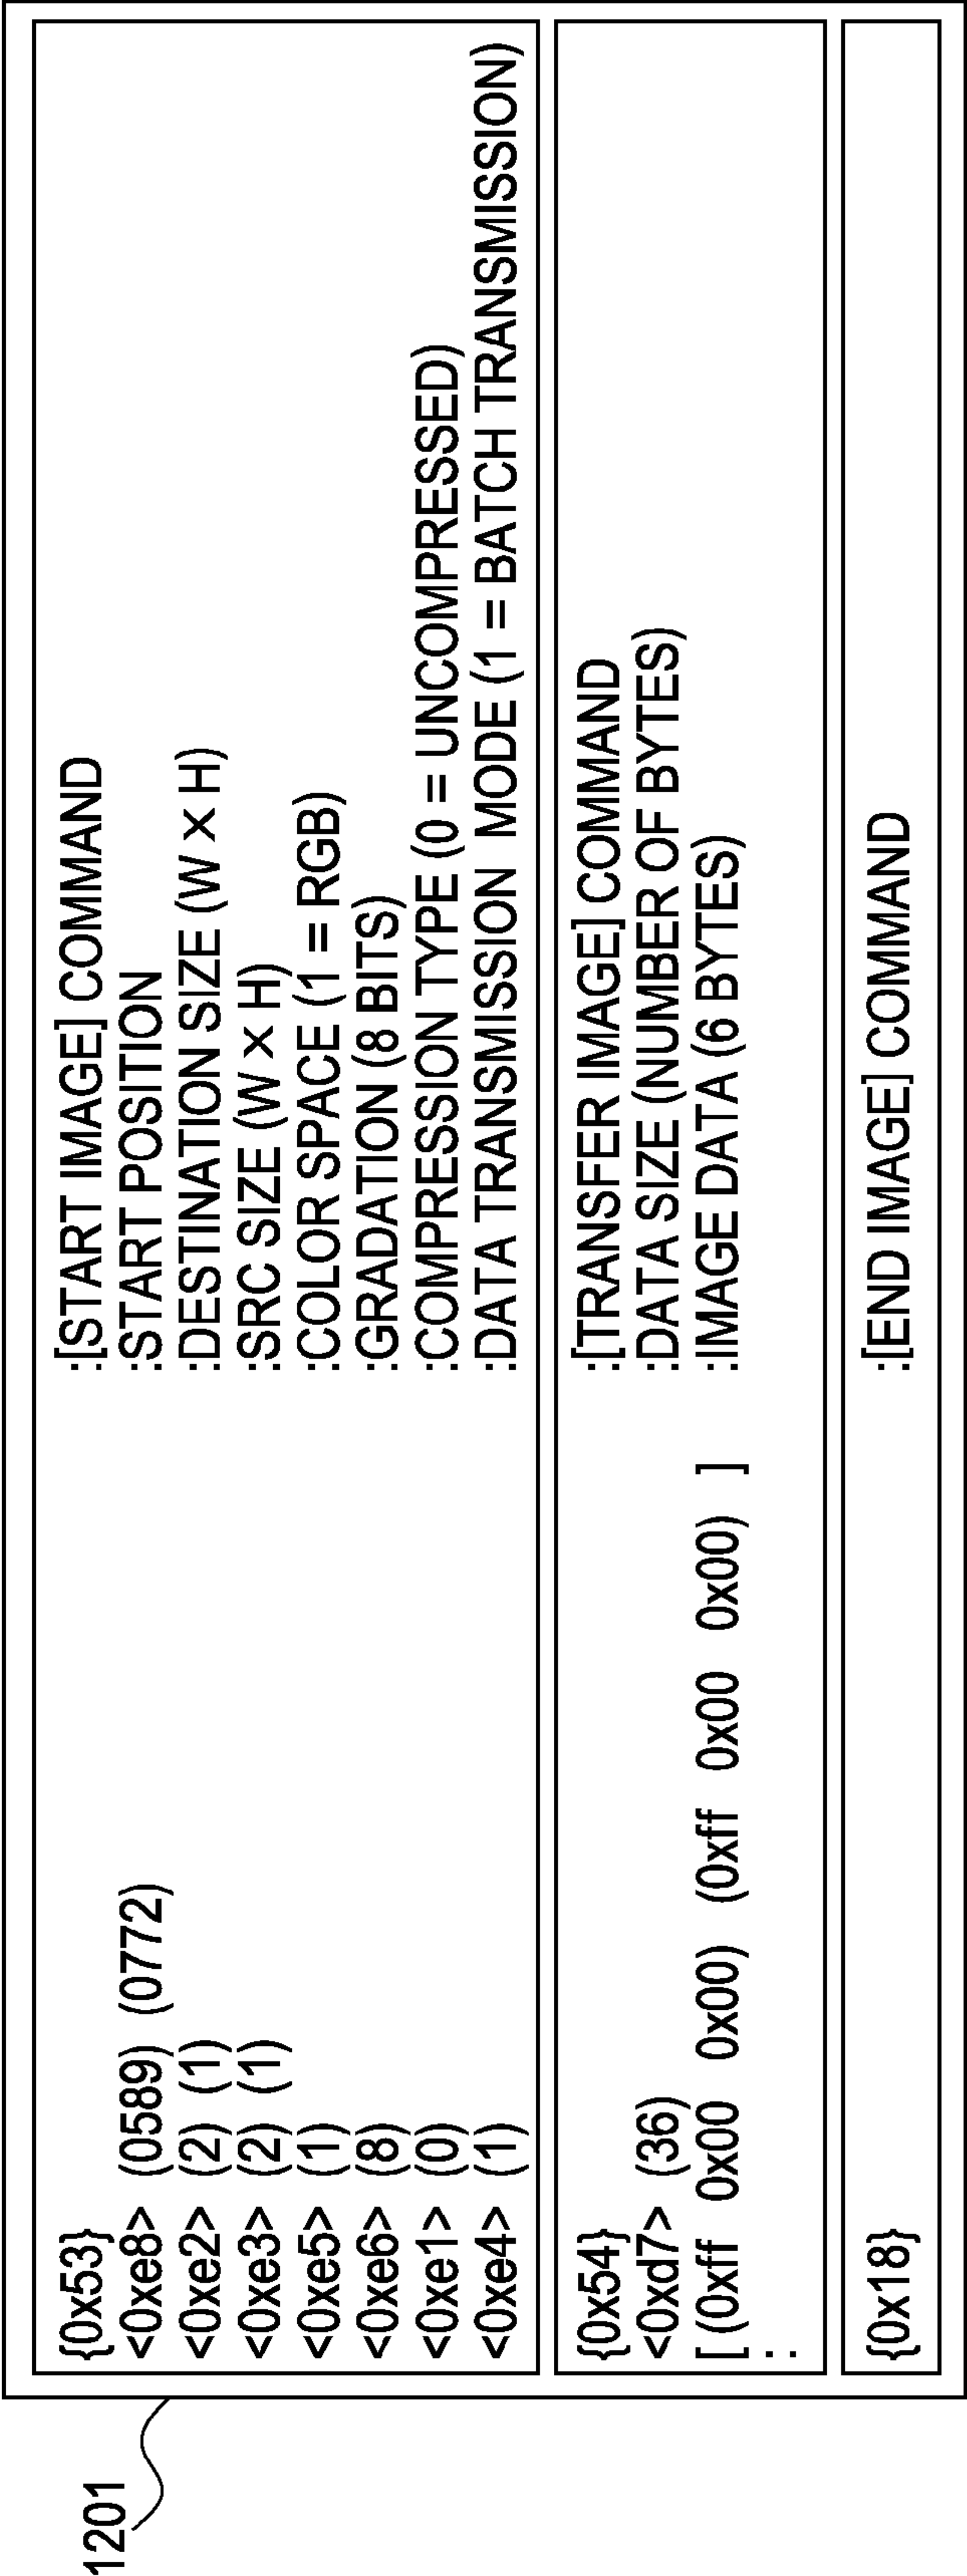 1201
{0x53} :[START IMAGE] COMMAND
<0xe8> (0589) (0772) :START POSITION
<0xe2> (2) (1) :DESTINATION SIZE (W × H)
<0xe3> (2) (1) :SRC SIZE (W × H)
<0xe5> (1) :COLOR SPACE (1 = RGB)
<0xe6> (8) :GRADATION (8 BITS)
<0xe1> (0) :COMPRESSION TYPE (0 = UNCOMPRESSED)
<0xe4> (1) :DATA TRANSMISSION MODE (1 = BATCH TRANSMISSION)
{0x54} :[TRANSFER IMAGE] COMMAND
<0xd7> (36) :DATA SIZE (NUMBER OF BYTES)
[ (0xff 0x00 0x00) (0xff 0x00 0x00) ] :IMAGE DATA (6 BYTES)
:
{0x18} :[END IMAGE] COMMAND